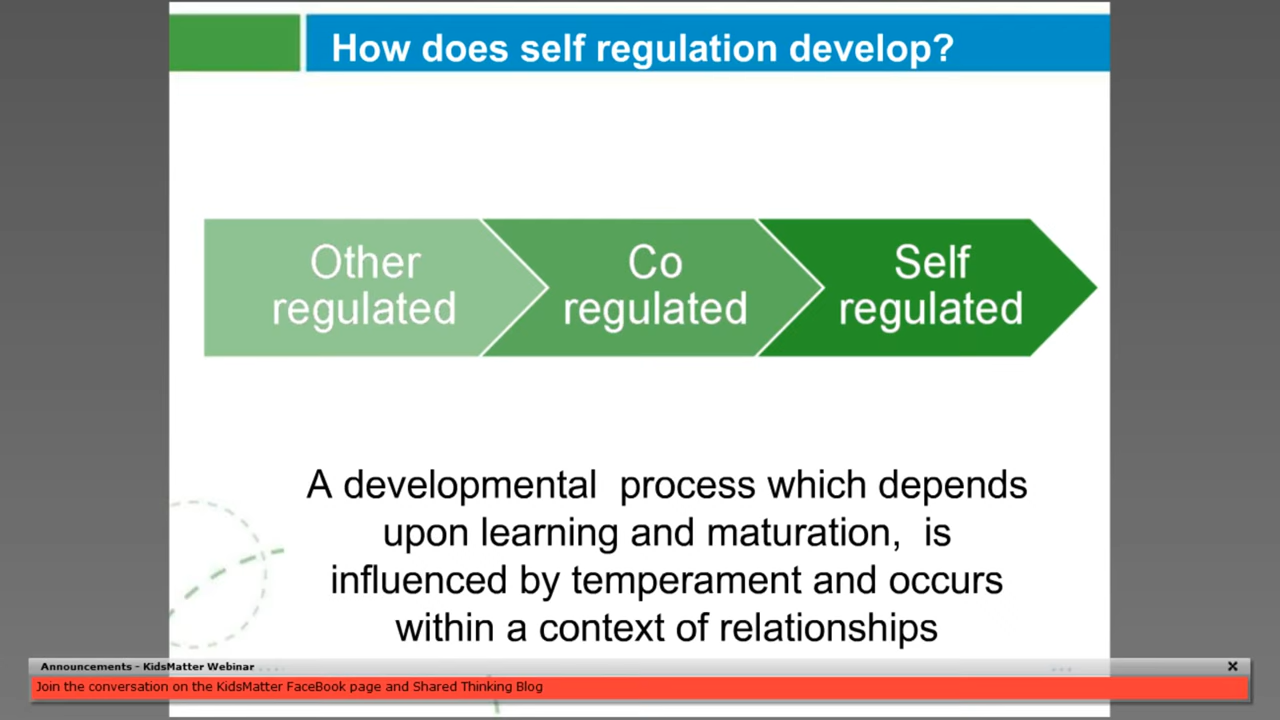 How does self regulation develop?
Other
regulated
Co
regulated
Self
regulated
A developmental process which depends
upon learning and maturation, is
influenced by temperament and occurs
within a context of relationships
Announcements - KidsMatter Webinar
Join the conversation on the KidsMatter FaceBook page and Shared Thinking Blog